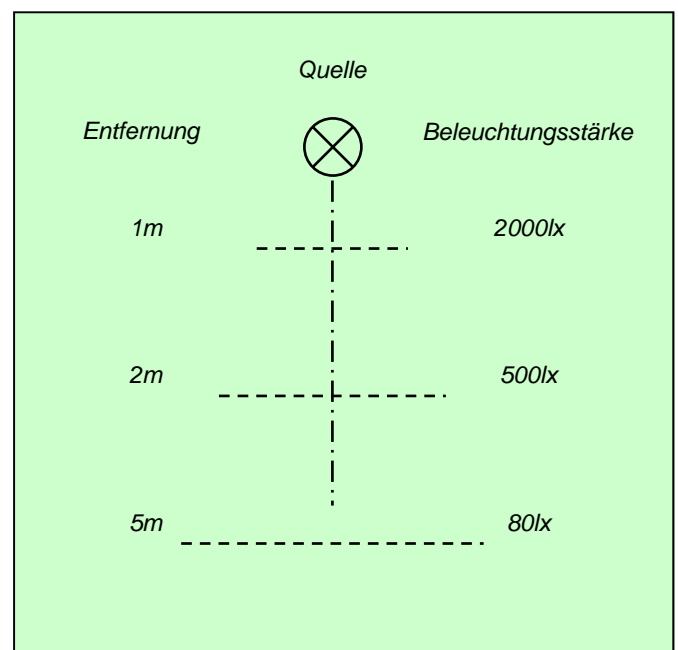 Quelle
Entfernung Beleuchtungsstärke
1m 2000lx
2m 500lx
5m 80lx